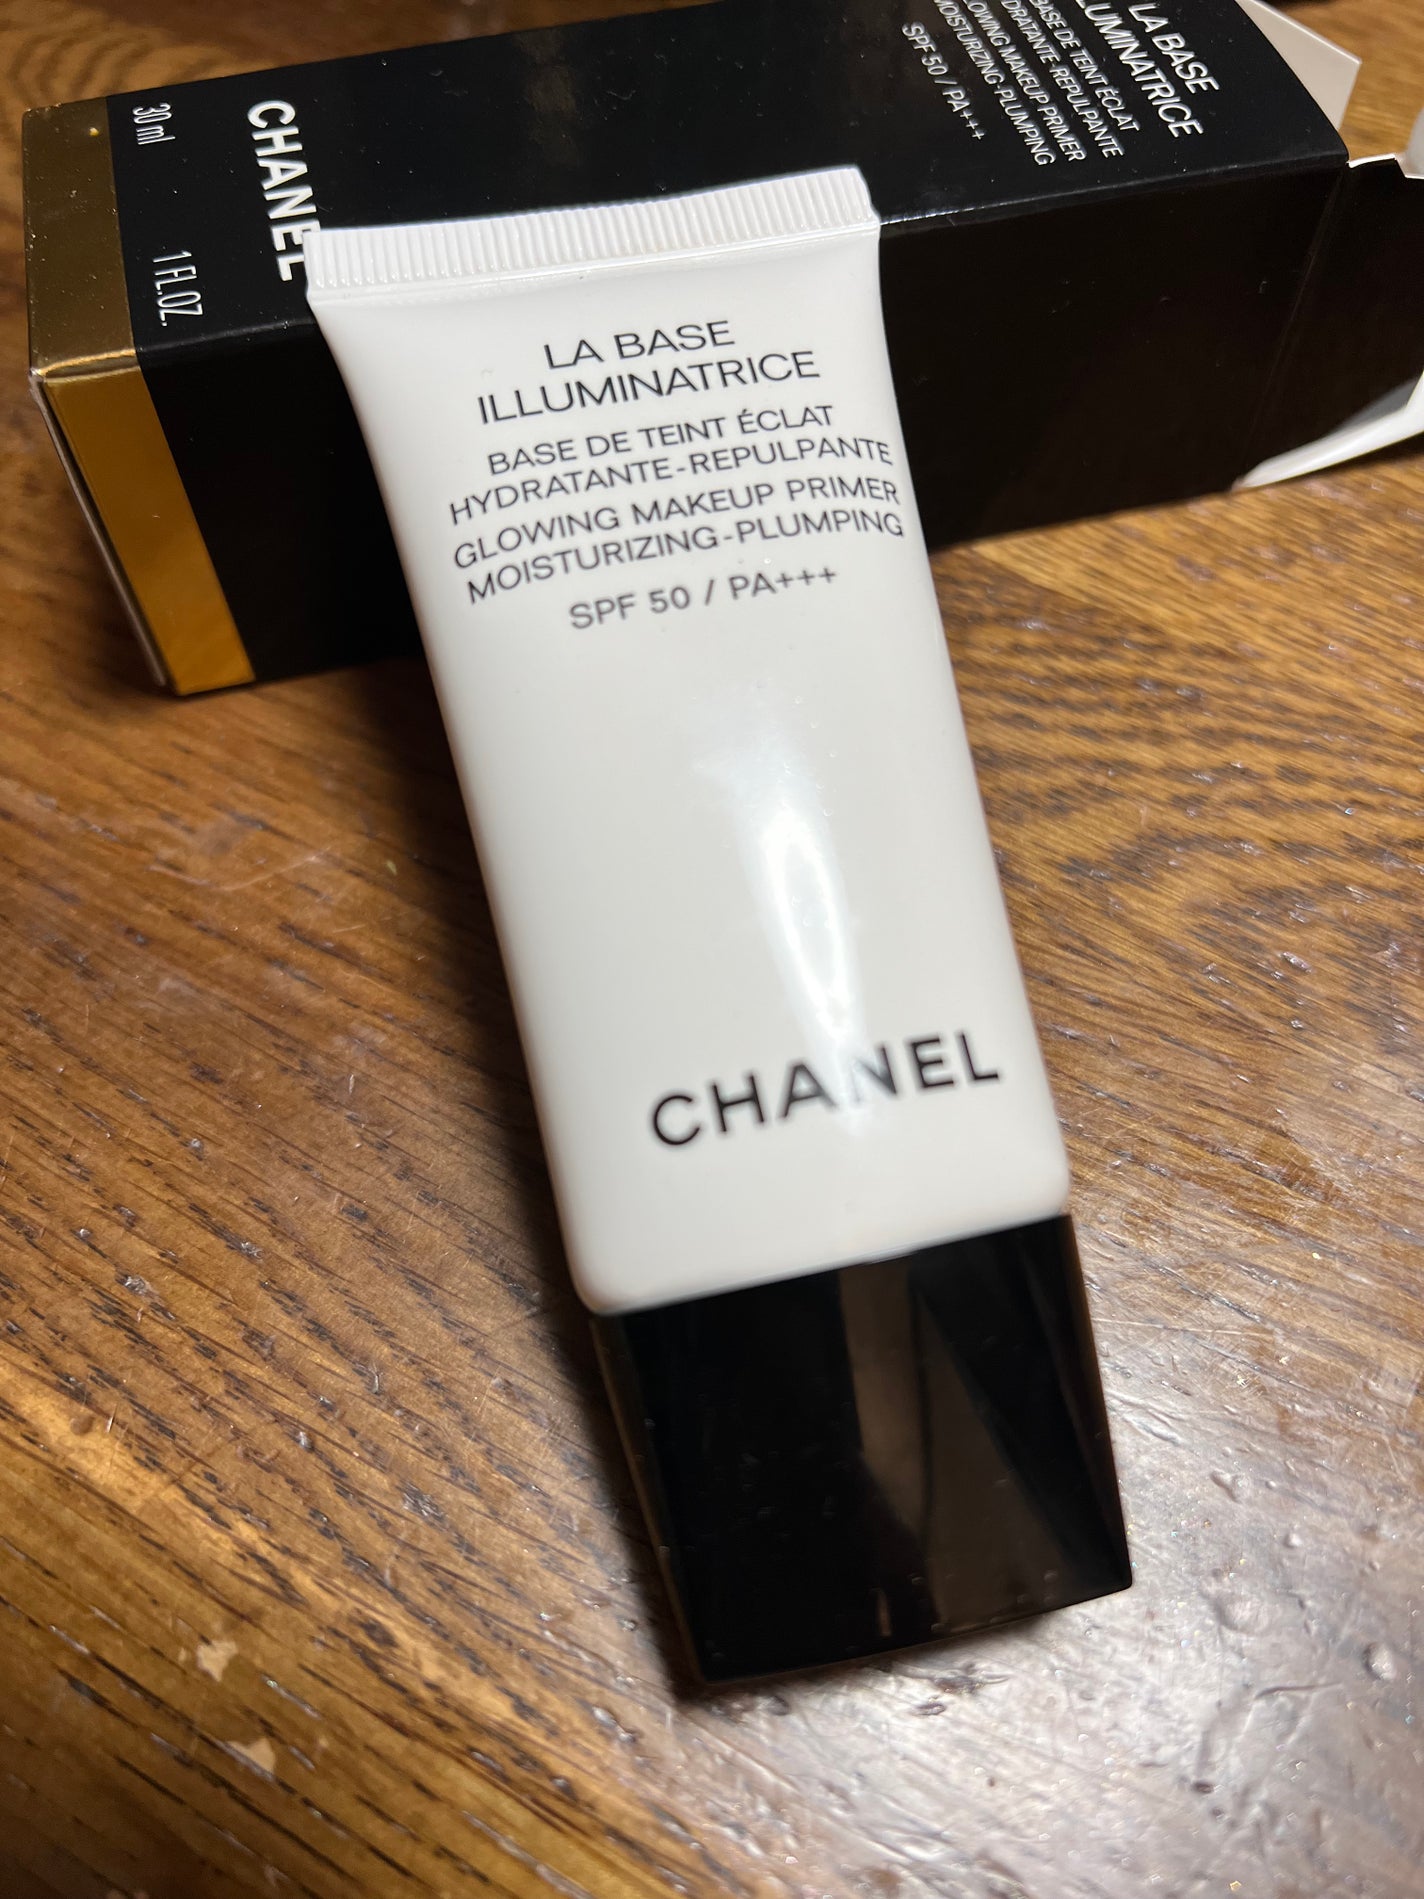 LA BASE
ILLUMINATRICE
BASE DE TEINT ÉCLAT
HYDRATANTE-REPULPANTE
GLOWING MAKEUP PRIMER
MOISTURIZING-PLUMPING
SPF 50 / PA+++
CHANEL
LA BASE
LUMINATRICE
BASE DE TEINT ÉCLAT
DRATANTE-REPULPANTE
LOWING MAKEUP PRIMER
MOISTURIZING-PLUMPING
SPF 50 / PA+++
CHANEL
30 ml
1 FL.OZ.